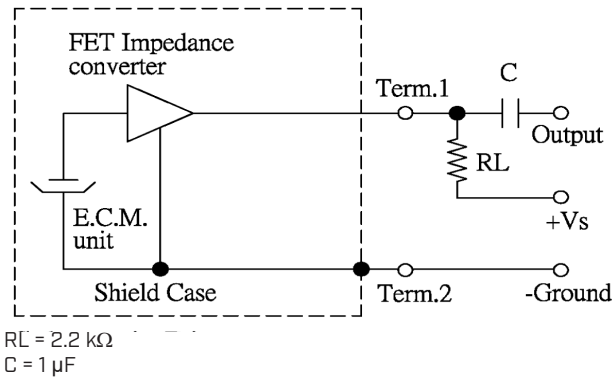 FET Impedance
converter
Term.1
C
Output
RL
+Vs
E.C.M.
unit
Shield Case
Term.2
-Ground
RL = 2.2 kΩ
C = 1 µF